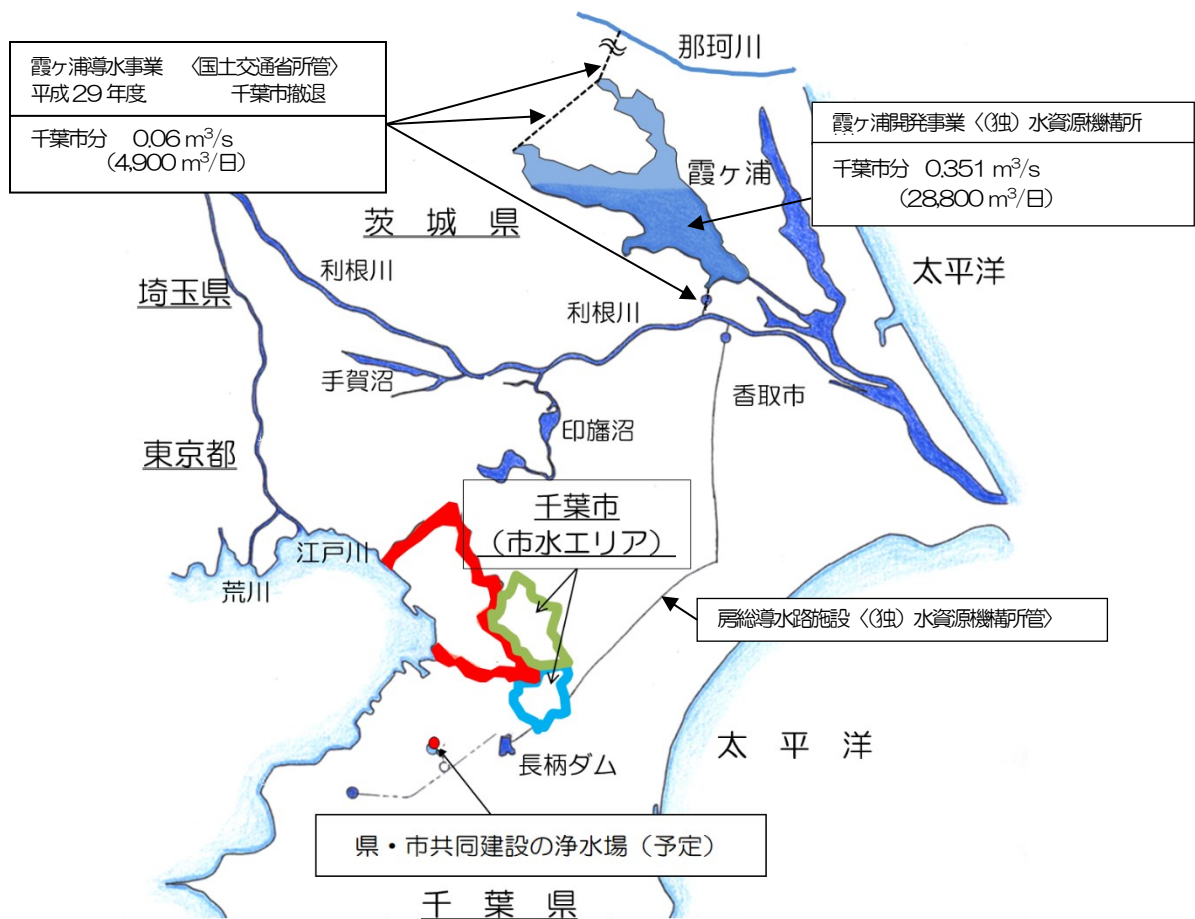 那珂川
霞ヶ浦導水事業 〈国土交通省所管〉
平成29年度 千葉市撤退
千葉市分 0.06 m³/s
(4,900 m³/日)
霞ヶ浦開発事業〈(独)水資源機構所
千葉市分 0.351 m³/s
(28,800 m³/日)
霞ヶ浦
茨城県
太平洋
利根川
埼玉県
利根川
手賀沼
香取市
印旛沼
東京都
千葉市
(市水エリア)
江戸川
荒川
房総導水路施設〈(独)水資源機構所管〉
太平洋
長柄ダム
県・市共同建設の浄水場(予定)
千葉県